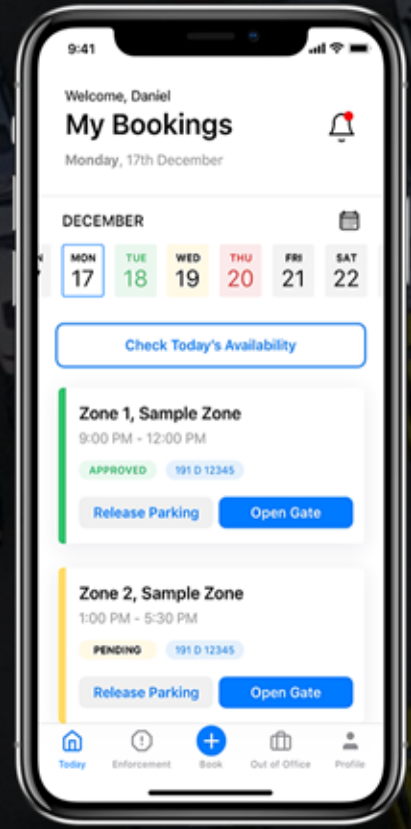 9:41
Welcome, Daniel
My Bookings
Monday, 17th December
DECEMBER
MON TUE WED THU FRI SAT
17 18 19 20 21 22
Check Today's Availability
Zone 1, Sample Zone
9:00 PM - 12:00 PM
APPROVED 191 D 12345
Release Parking Open Gate
Zone 2, Sample Zone
1:00 PM - 5:30 PM
PENDING 191 D 12345
Release Parking Open Gate
Today Enforcement Book Out of Office Profile